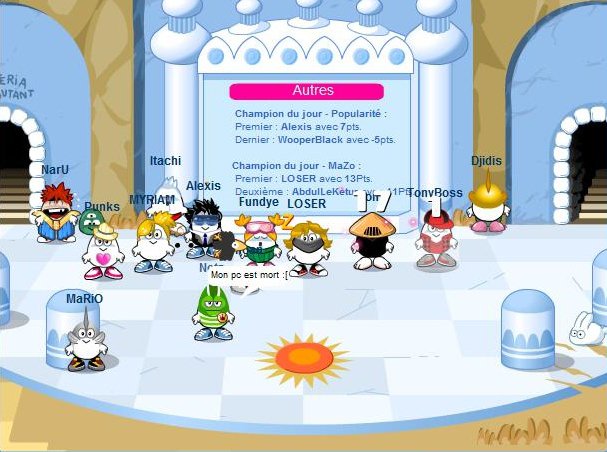 Autres
Champion du jour - Popularité :
Premier : Alexis avec 7pts.
Dernier : WooperBlack avec -5pts.
Champion du jour - MaZo :
Premier : LOSER avec 13Pts.
Deuxième : AbdulLeKétur
Itachi
Djidis
NarU
Alexis
TonyBoss
MYRIAM
Fundye
LOSER
Punks
Mon pc est mort :[
MaRiO